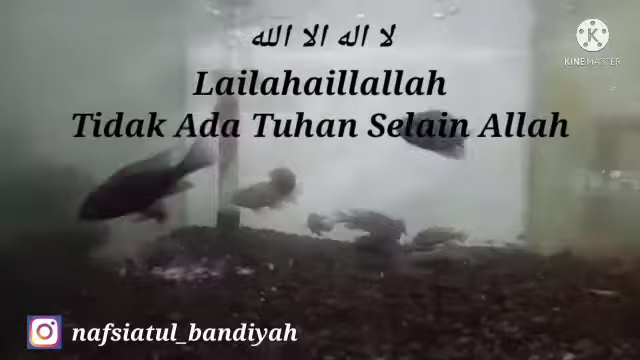 لا اله الا الله
Lailahaillallah
Tidak Ada Tuhan Selain Allah
KINEMASTER
nafsiatul_bandiyah